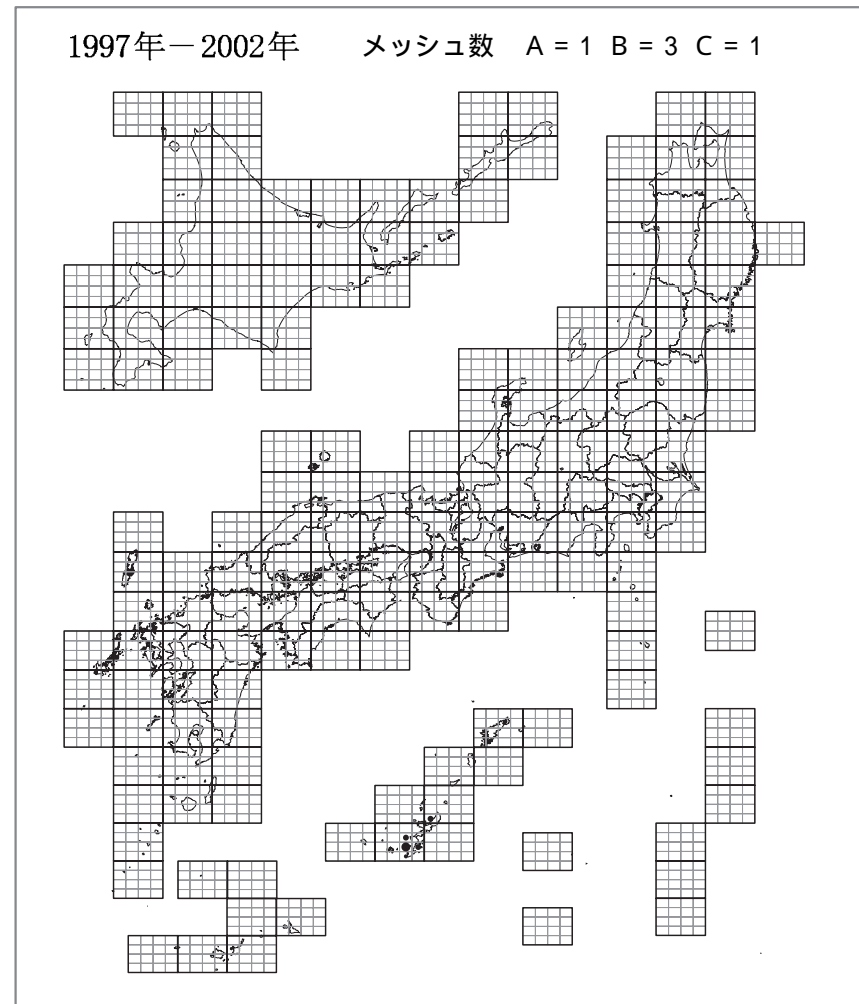 1997年－2002年 メッシュ数 A = 1 B = 3 C = 1